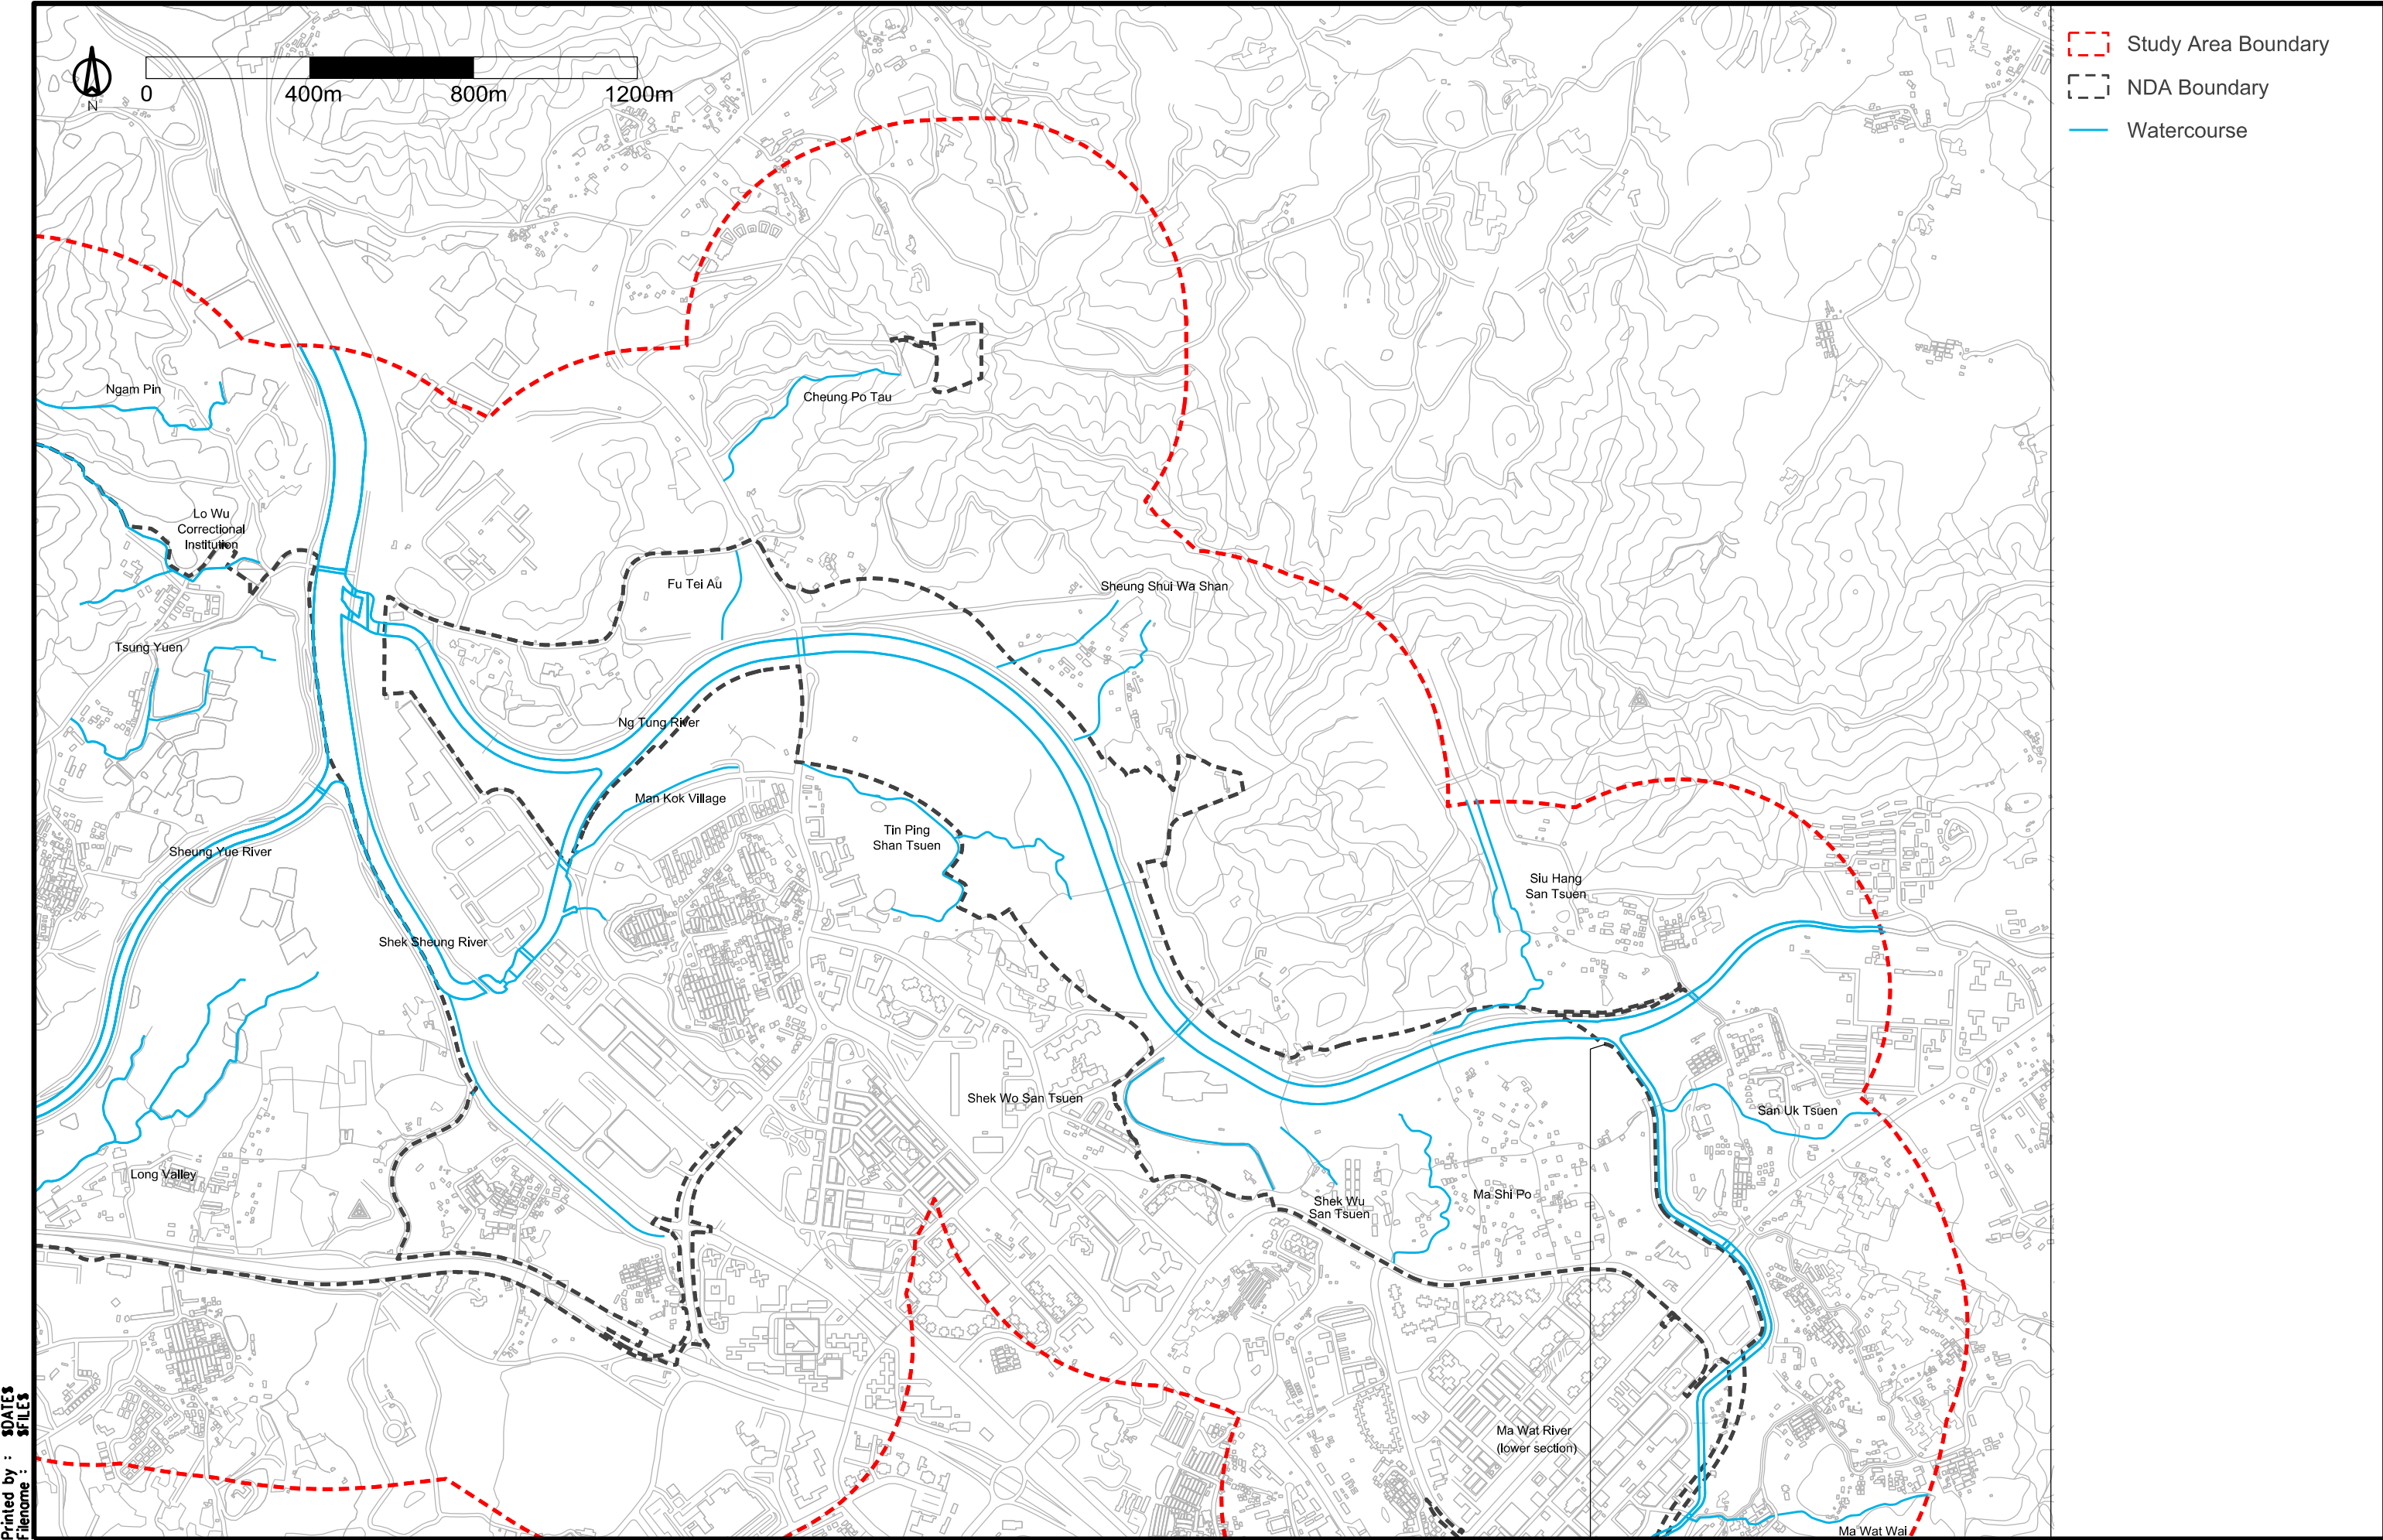 Study Area Boundary
NDA Boundary
Watercourse
N
0 400m 800m 1200m
Ngam Pin
Cheung Po Tau
Lo Wu
Correctional
Institution
Fu Tei Au
Sheung Shui Wa Shan
Tsung Yuen
Ng Tung River
Man Kok Village
Tin Ping
Shan Tsuen
Sheung Yue River
Siu Hang
San Tsuen
Shek Sheung River
Shek Wo San Tsuen
San Uk Tsuen
Long Valley
Shek Wu
San Tsuen
Ma Shi Po
Ma Wat River
(lower section)
Ma Wat Wai
Printed by : $DATE$
Filename : $FILE$